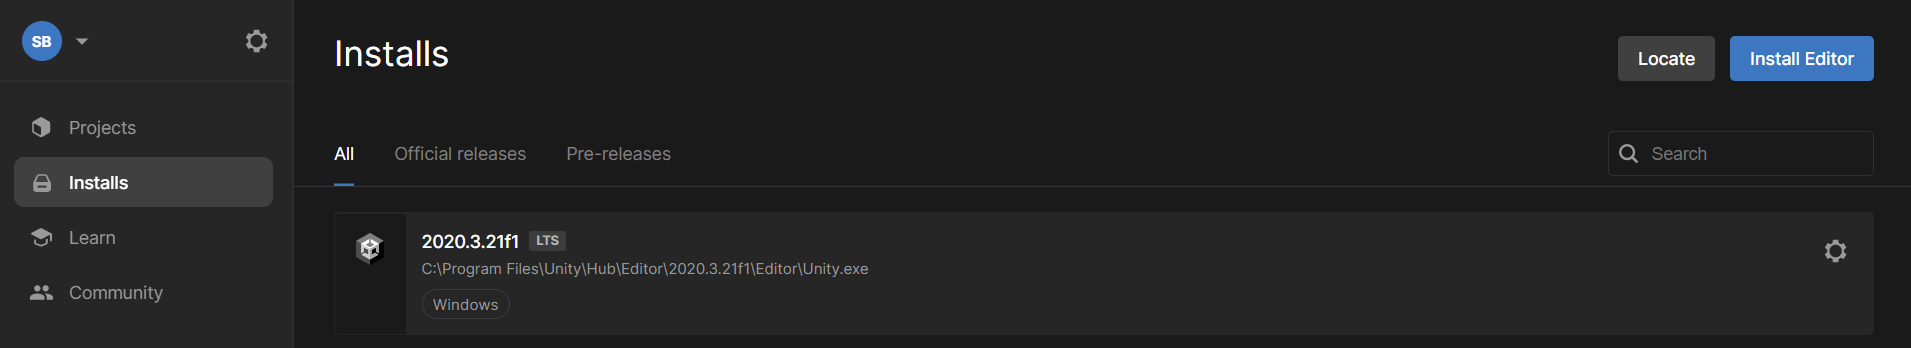 SB
Projects
Installs
Learn
Community
Installs
Locate
Install Editor
All
Official releases
Pre-releases
Search
2020.3.21f1 LTS
C:\Program Files\Unity\Hub\Editor\2020.3.21f1\Editor\Unity.exe
Windows